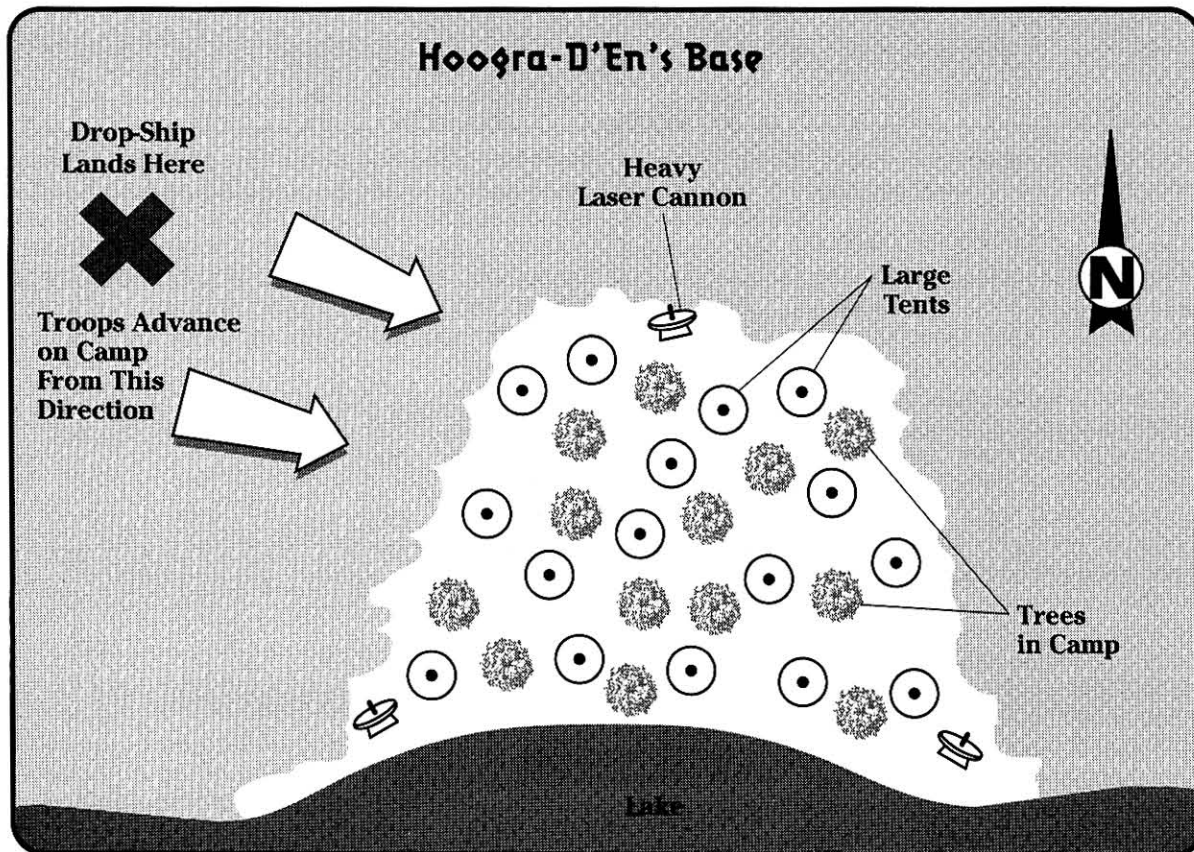 Hoogra-D'En's Base
Drop-Ship
Lands Here
Heavy
Laser Cannon
Large
Tents
N
Troops Advance
on Camp
From This
Direction
Trees
in Camp
Lake